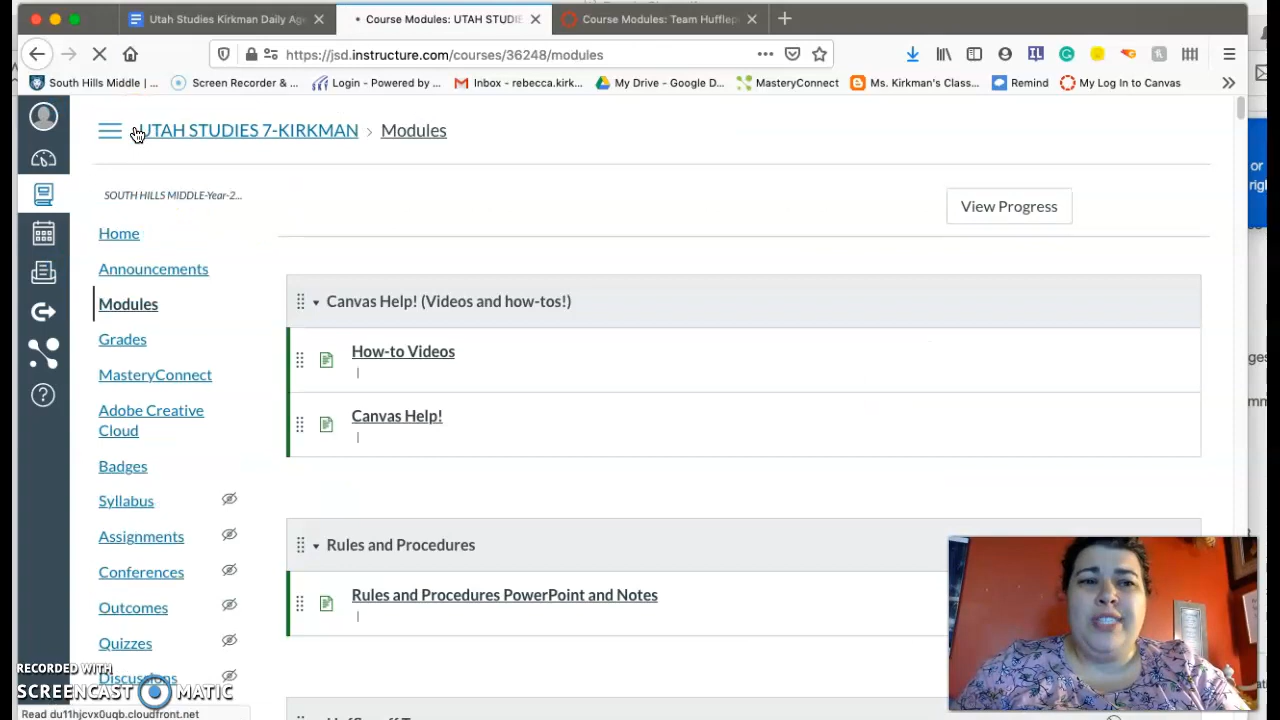 Utah Studies Kirkman Daily Age
Course Modules: UTAH STUDIE
Course Modules: Team Hufflep
https://jsd.instructure.com/courses/36248/modules
South Hills Middle | ...
Screen Recorder & ...
Login - Powered by ...
Inbox - rebecca.kirk...
My Drive - Google D...
MasteryConnect
Ms. Kirkman's Class...
Remind
My Log In to Canvas
UTAH STUDIES 7-KIRKMAN > Modules
or
SOUTH HILLS MIDDLE-Year-2...
View Progress
Home
Announcements
Modules
Grades
MasteryConnect
Adobe Creative
Cloud
Badges
Syllabus
Assignments
Conferences
Outcomes
Quizzes
Discussions
Canvas Help! (Videos and how-tos!)
How-to Videos
|
Canvas Help!
|
Rules and Procedures
Rules and Procedures PowerPoint and Notes
|
RECORDED WITH
SCREENCAST MATIC
Read du11hjcvx0uqb.cloudfront.net